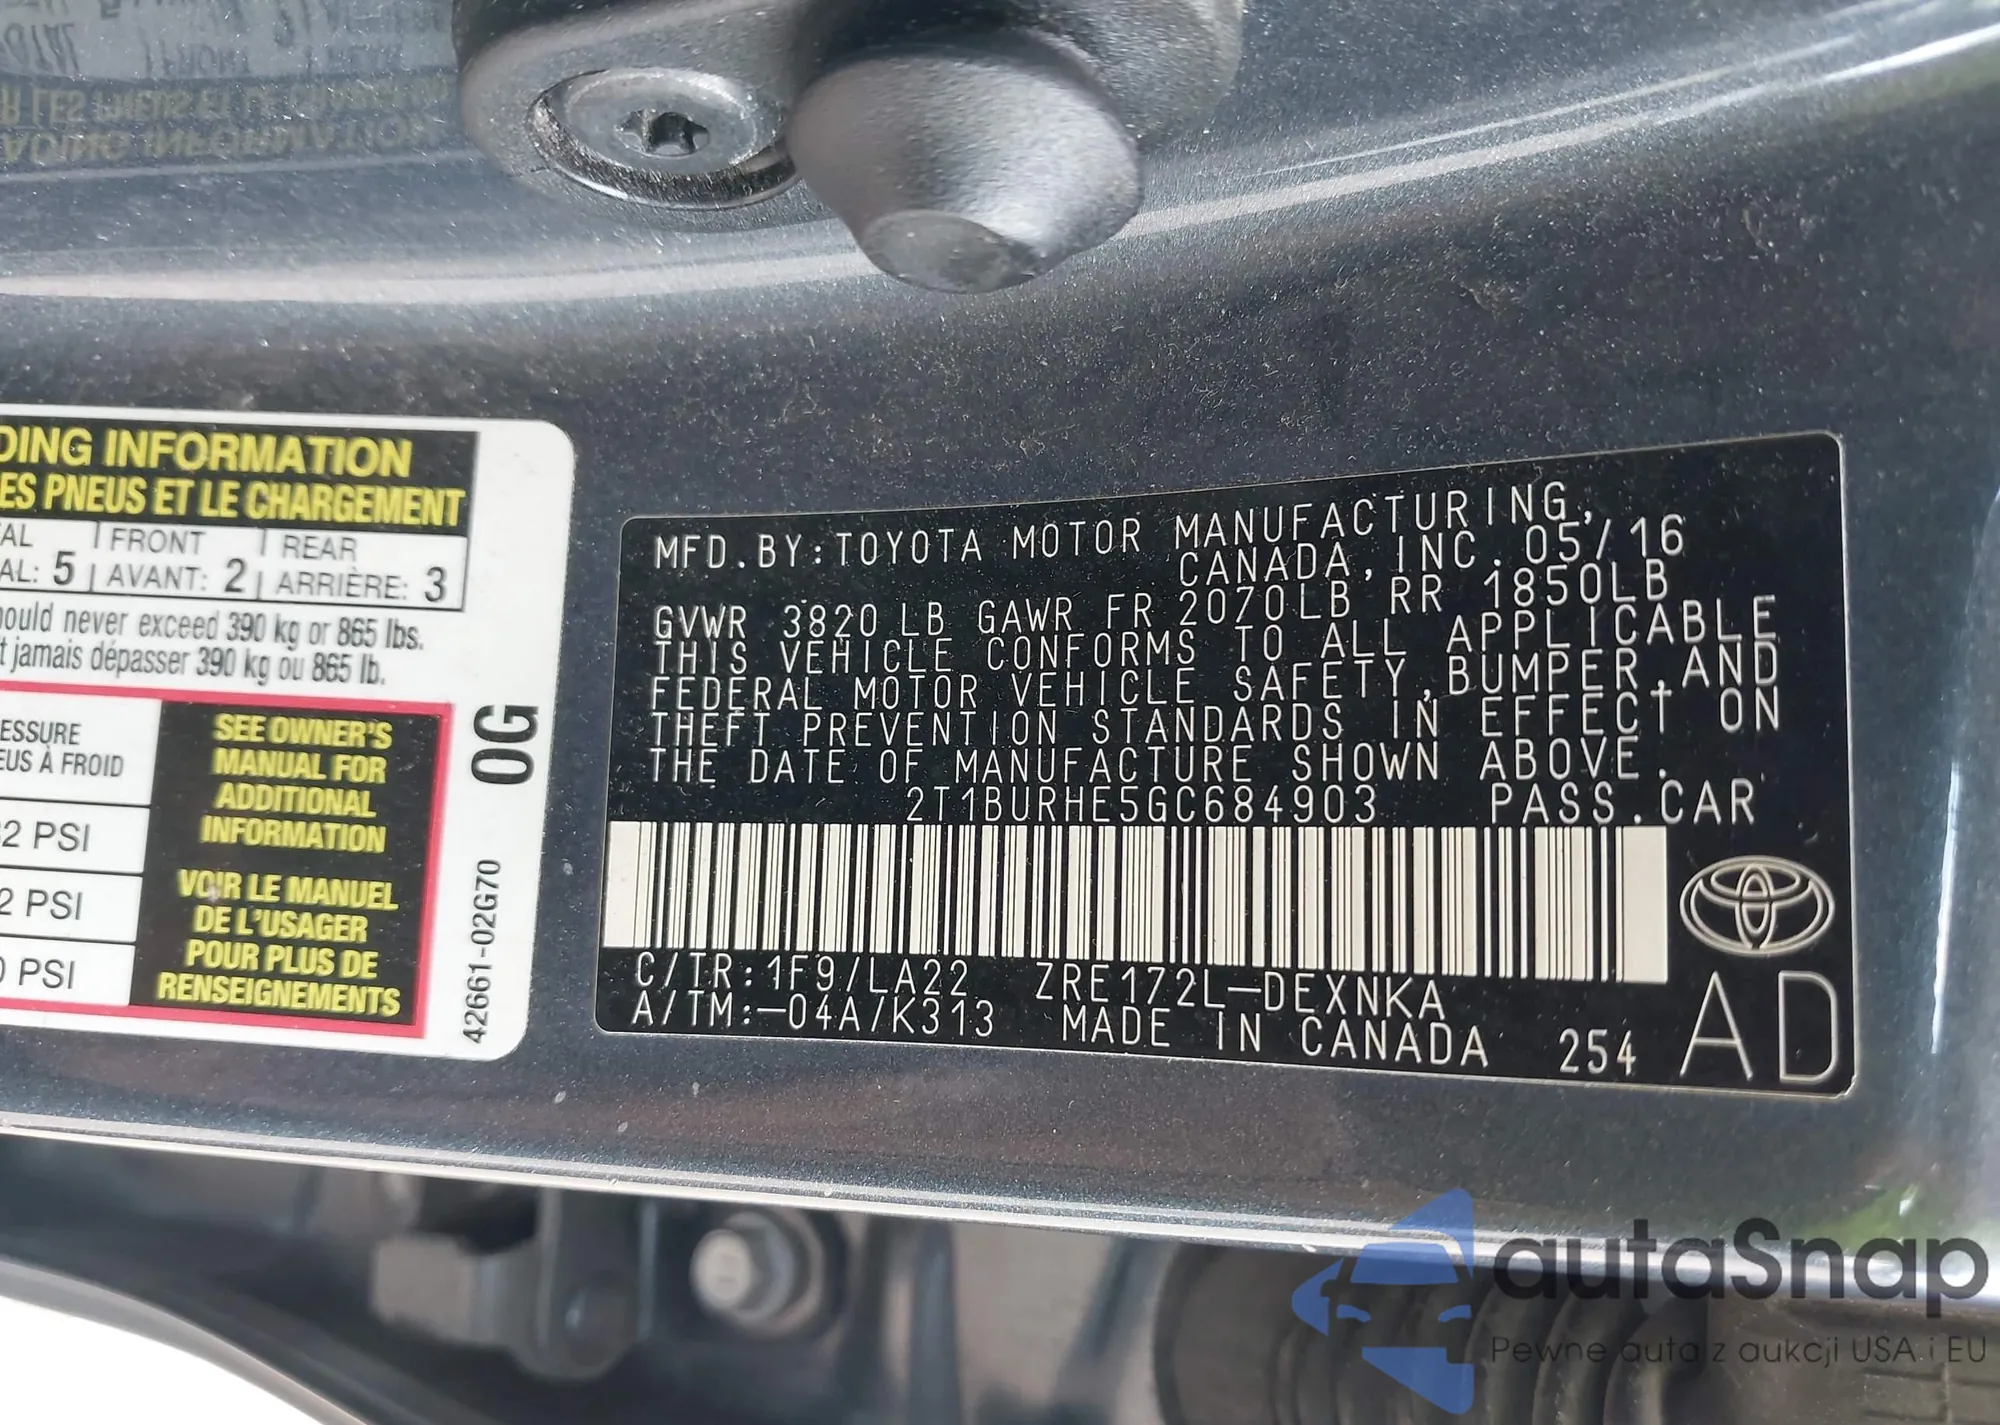 DING INFORMATION
ES PNEUS ET LE CHARGEMENT
AL FRONT REAR
AL: 5 AVANT: 2 ARRIÈRE: 3
ould never exceed 390 kg or 865 lbs.
t jamais dépasser 390 kg ou 865 lb.
ESSURE
EUS À FROID
2 PSI
2 PSI
0 PSI
SEE OWNER'S
MANUAL FOR
ADDITIONAL
INFORMATION
VOIR LE MANUEL
DE L'USAGER
POUR PLUS DE
RENSEIGNEMENTS
0G
42661-02G70
MFD.BY:TOYOTA MOTOR MANUFACTURING,
CANADA,INC.05/16
GVWR 3820 LB GAWR FR 2070LB RR 1850LB
THIS VEHICLE CONFORMS TO ALL APPLICABLE
FEDERAL MOTOR VEHICLE SAFETY,BUMPER,AND
THEFT PREVENTION STANDARDS IN EFFECT ON
THE DATE OF MANUFACTURE SHOWN ABOVE.
2T1BURHE5GC684903 PASS.CAR
C/TR:1F9/LA22 ZRE172L-DEXNKA
A/TM:-04A/K313 MADE IN CANADA 254
AD
autaSnap
Pewne auta z aukcji USA i EU